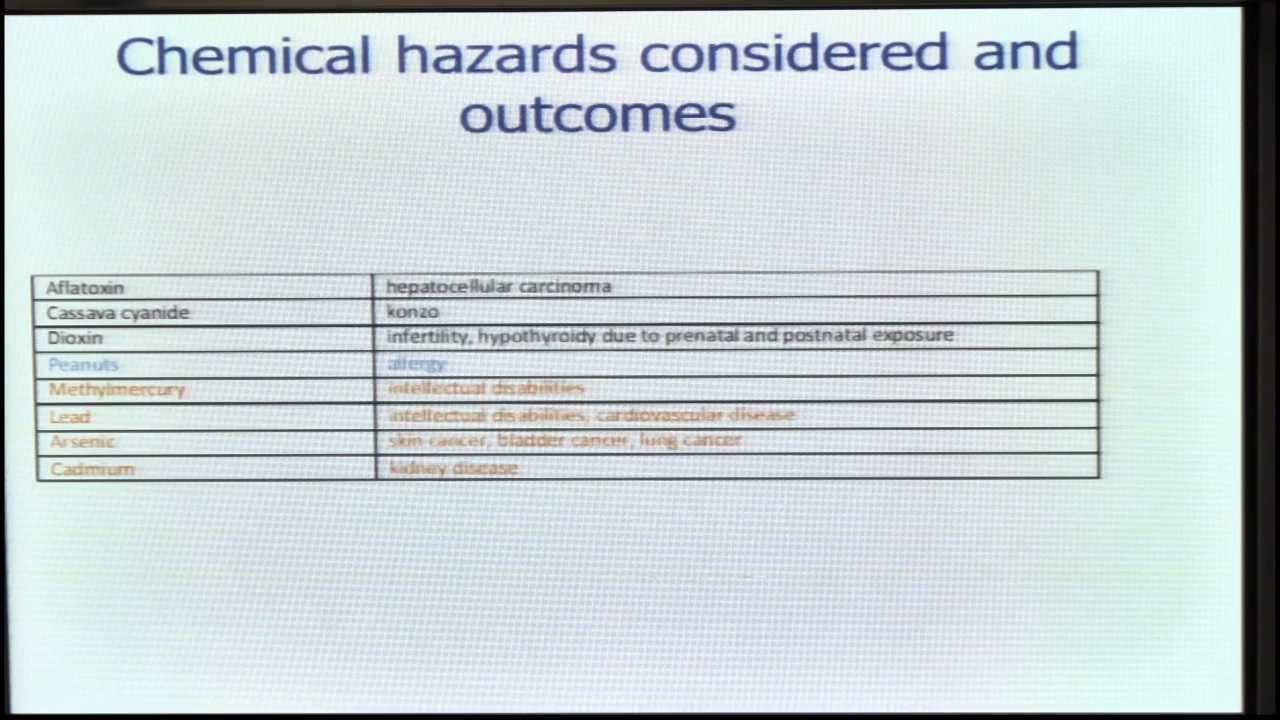 Chemical hazards considered and
outcomes
Aflatoxin hepatocellular carcinoma
Cassava cyanide konzo
Dioxin infertility, hypothyroidy due to prenatal and postnatal exposure
Peanuts allergy
Methylmercury intellectual disabilities
Lead intellectual disabilities, cardiovascular disease
Arsenic skin cancer, bladder cancer, lung cancer
Cadmium kidney disease